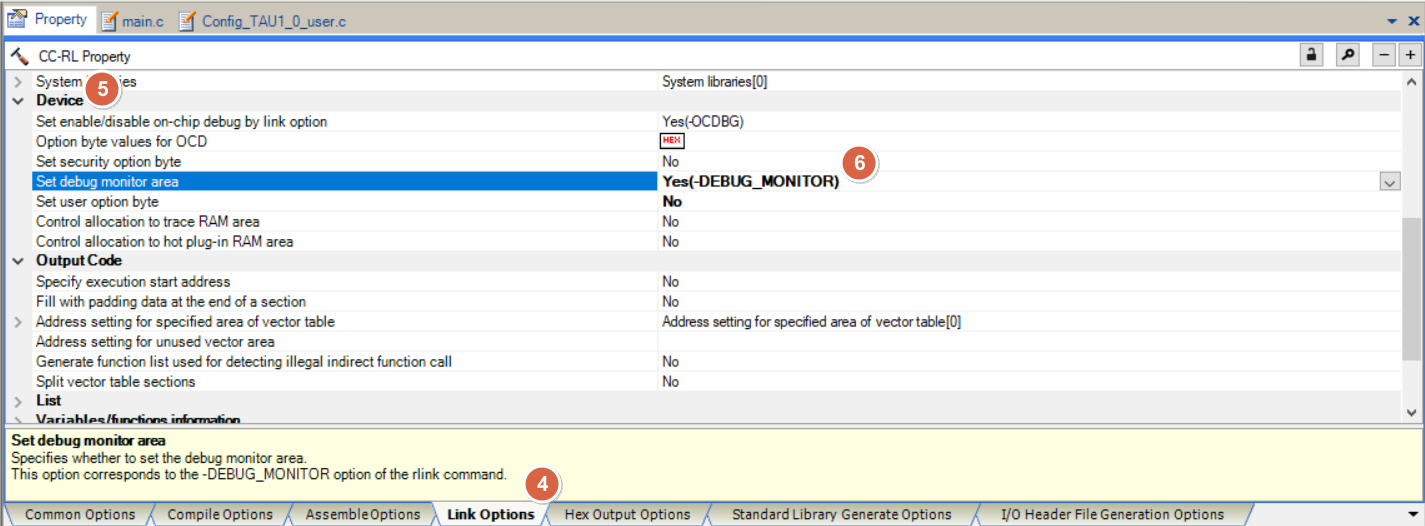 Property main.c Config_TAU1_0_user.c
CC-RL Property
System ries System libraries[0]
5
Device
Set enable/disable on-chip debug by link option Yes(-OCDBG)
Option byte values for OCD HEX
Set security option byte No
6
Set debug monitor area Yes(-DEBUG_MONITOR)
Set user option byte No
Control allocation to trace RAM area No
Control allocation to hot plug-in RAM area No
Output Code
Specify execution start address No
Fill with padding data at the end of a section No
Address setting for specified area of vector table Address setting for specified area of vector table[0]
Address setting for unused vector area
Generate function list used for detecting illegal indirect function call No
Split vector table sections No
List
Variables/functions information
Set debug monitor area
Specifies whether to set the debug monitor area.
This option corresponds to the -DEBUG_MONITOR option of the rlink command.
4
Common Options Compile Options Assemble Options Link Options Hex Output Options Standard Library Generate Options I/O Header File Generation Options